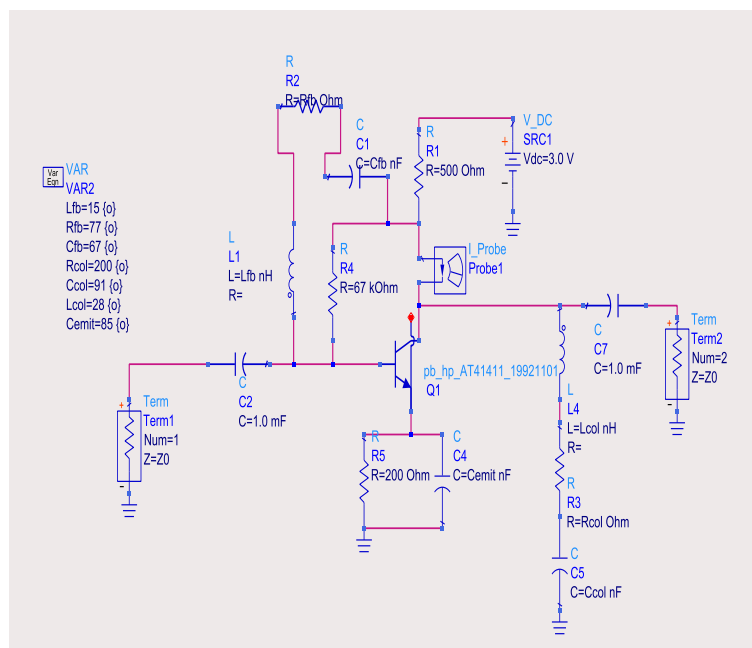 R
R2
R=Rfb Ohm
C
C1
C=Cfb nF
R
R1
R=500 Ohm
V_DC
SRC1
Vdc=3.0 V
+
-
Var
Eqn
VAR
VAR2
Lfb=15 {o}
Rfb=77 {o}
Cfb=67 {o}
Rcol=200 {o}
Ccol=91 {o}
Lcol=28 {o}
Cemit=85 {o}
L
L1
L=Lfb nH
R=
R
R4
R=67 kOhm
I_Probe
Probe1
pb_hp_AT41411_19921101
Q1
C
C2
C=1.0 mF
+
Term
Term1
Num=1
Z=Z0
-
C
C7
C=1.0 mF
+
Term
Term2
Num=2
Z=Z0
-
R
R5
R=200 Ohm
C
C4
C=Cemit nF
L
L4
L=Lcol nH
R=
R
R3
R=Rcol Ohm
C
C5
C=Ccol nF